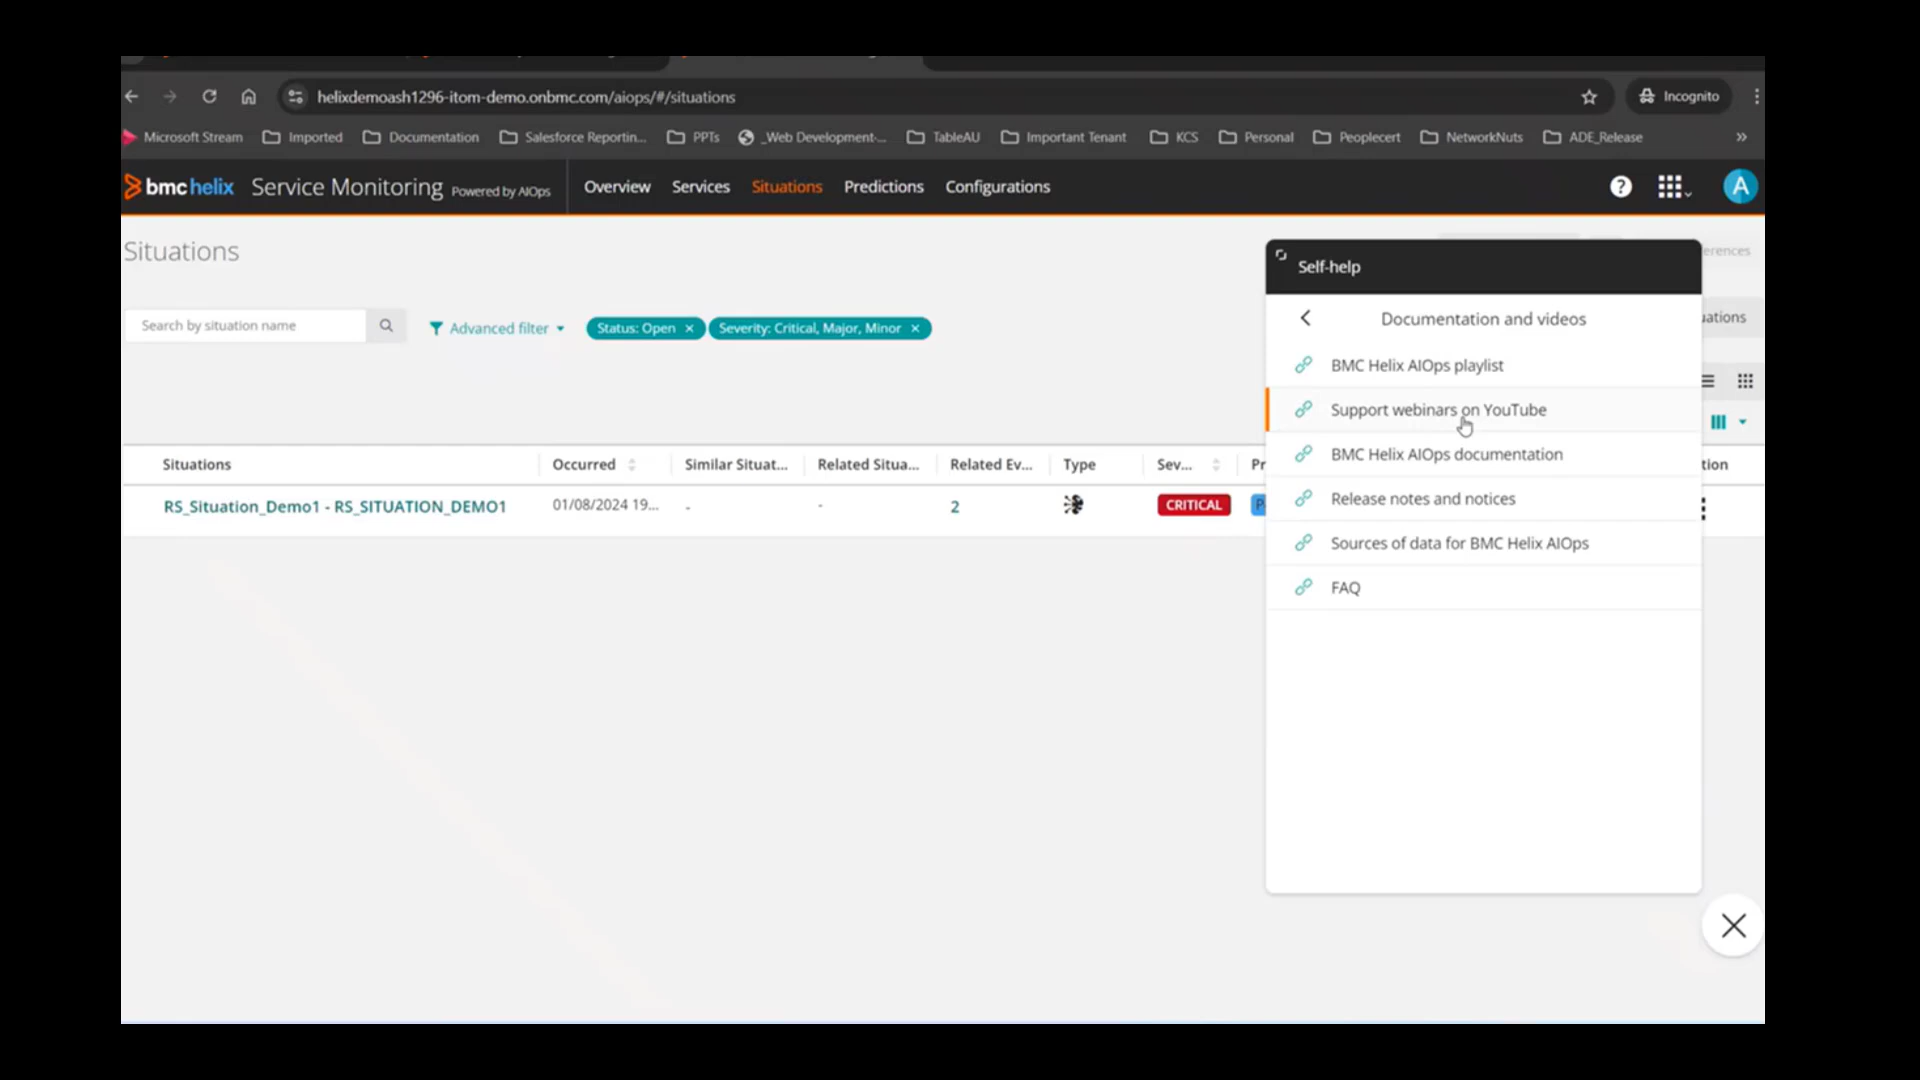 helixdemoash1296-itom-demo.onbmc.com/aiops/#/situations
Incognito
Microsoft Stream Imported Documentation Salesforce Reportin... PPTs _Web Development-... TableAU Important Tenant KCS Personal Peoplecert NetworkNuts ADE_Release »
bmc helix Service Monitoring Powered by AIOps Overview Services Situations Predictions Configurations ? A
Situations
Search by situation name
Advanced filter
Status: Open ×
Severity: Critical, Major, Minor ×
Situations Occurred Similar Situat... Related Situa... Related Ev... Type Sev...
RS_Situation_Demo1 - RS_SITUATION_DEMO1 01/08/2024 19... - - 2 CRITICAL
Self-help
Documentation and videos
BMC Helix AIOps playlist
Support webinars on YouTube
BMC Helix AIOps documentation
Release notes and notices
Sources of data for BMC Helix AIOps
FAQ